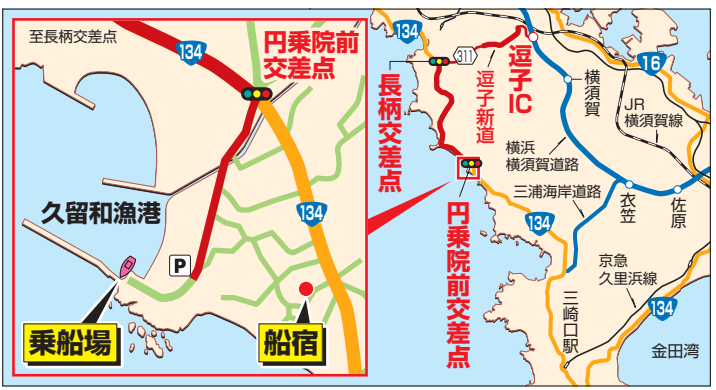 至長柄交差点
134
円乗院前
交差点
久留和漁港
134
P
乗船場
船宿
134
311
逗子IC
逗子新道
長柄交差点
16
横須賀
JR
横須賀線
横浜
横須賀道路
三浦海岸道路
衣笠
佐原
134
円乗院前交差点
京急
久里浜線
三崎口駅
134
金田湾